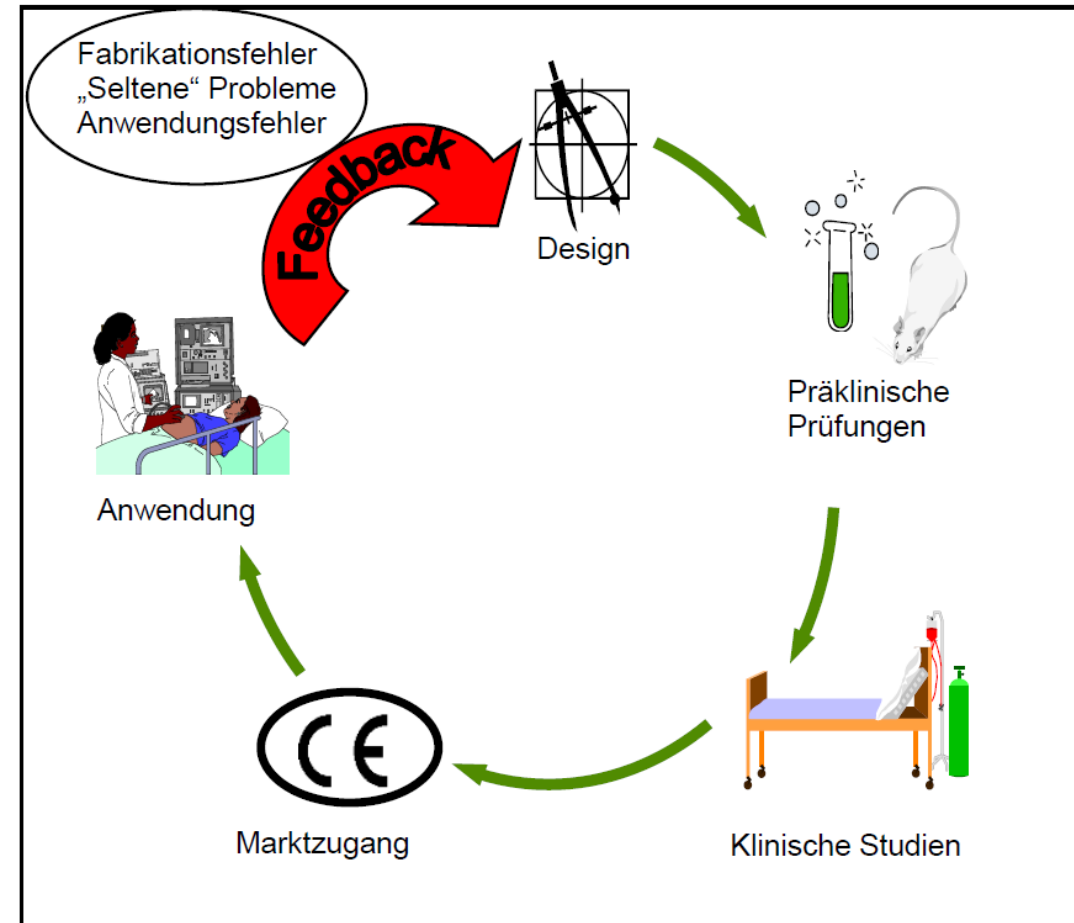 Fabrikationsfehler
„Seltene“ Probleme
Anwendungsfehler
Feedback
Design
Präklinische
Prüfungen
Anwendung
CE
Marktzugang
Klinische Studien